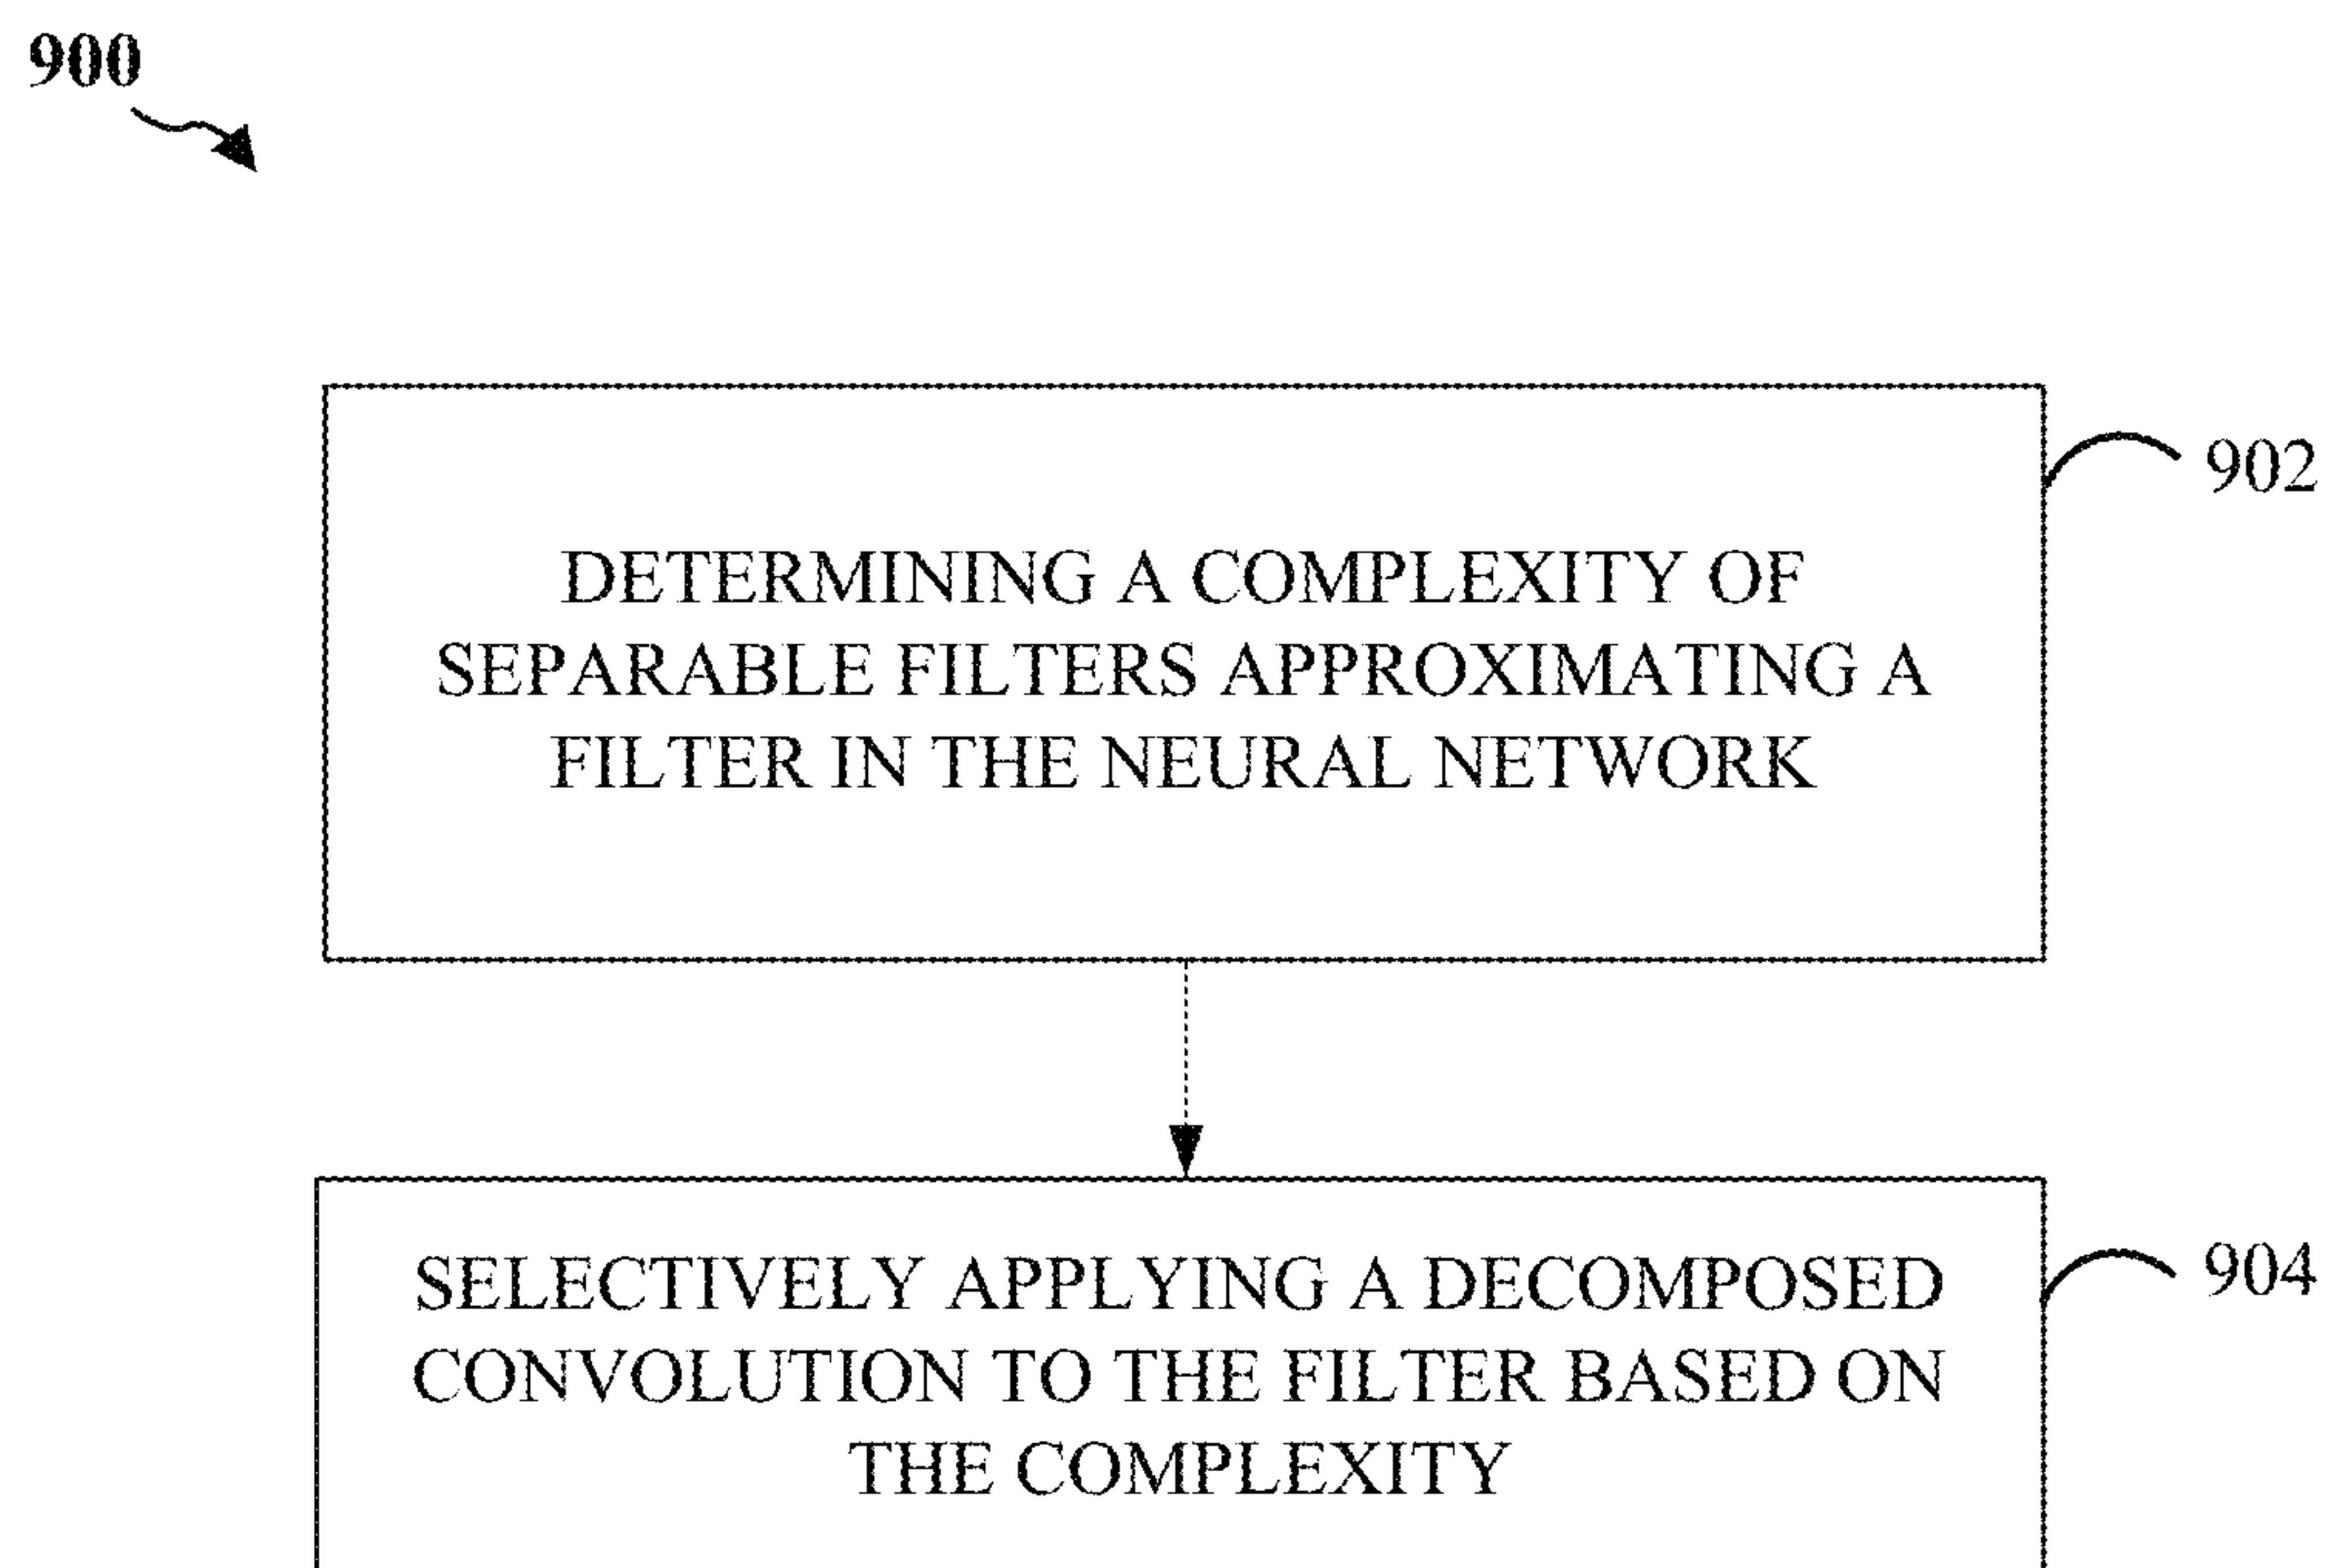 900
DETERMINING A COMPLEXITY OF
SEPARABLE FILTERS APPROXIMATING A
FILTER IN THE NEURAL NETWORK
902
SELECTIVELY APPLYING A DECOMPOSED
CONVOLUTION TO THE FILTER BASED ON
THE COMPLEXITY
904